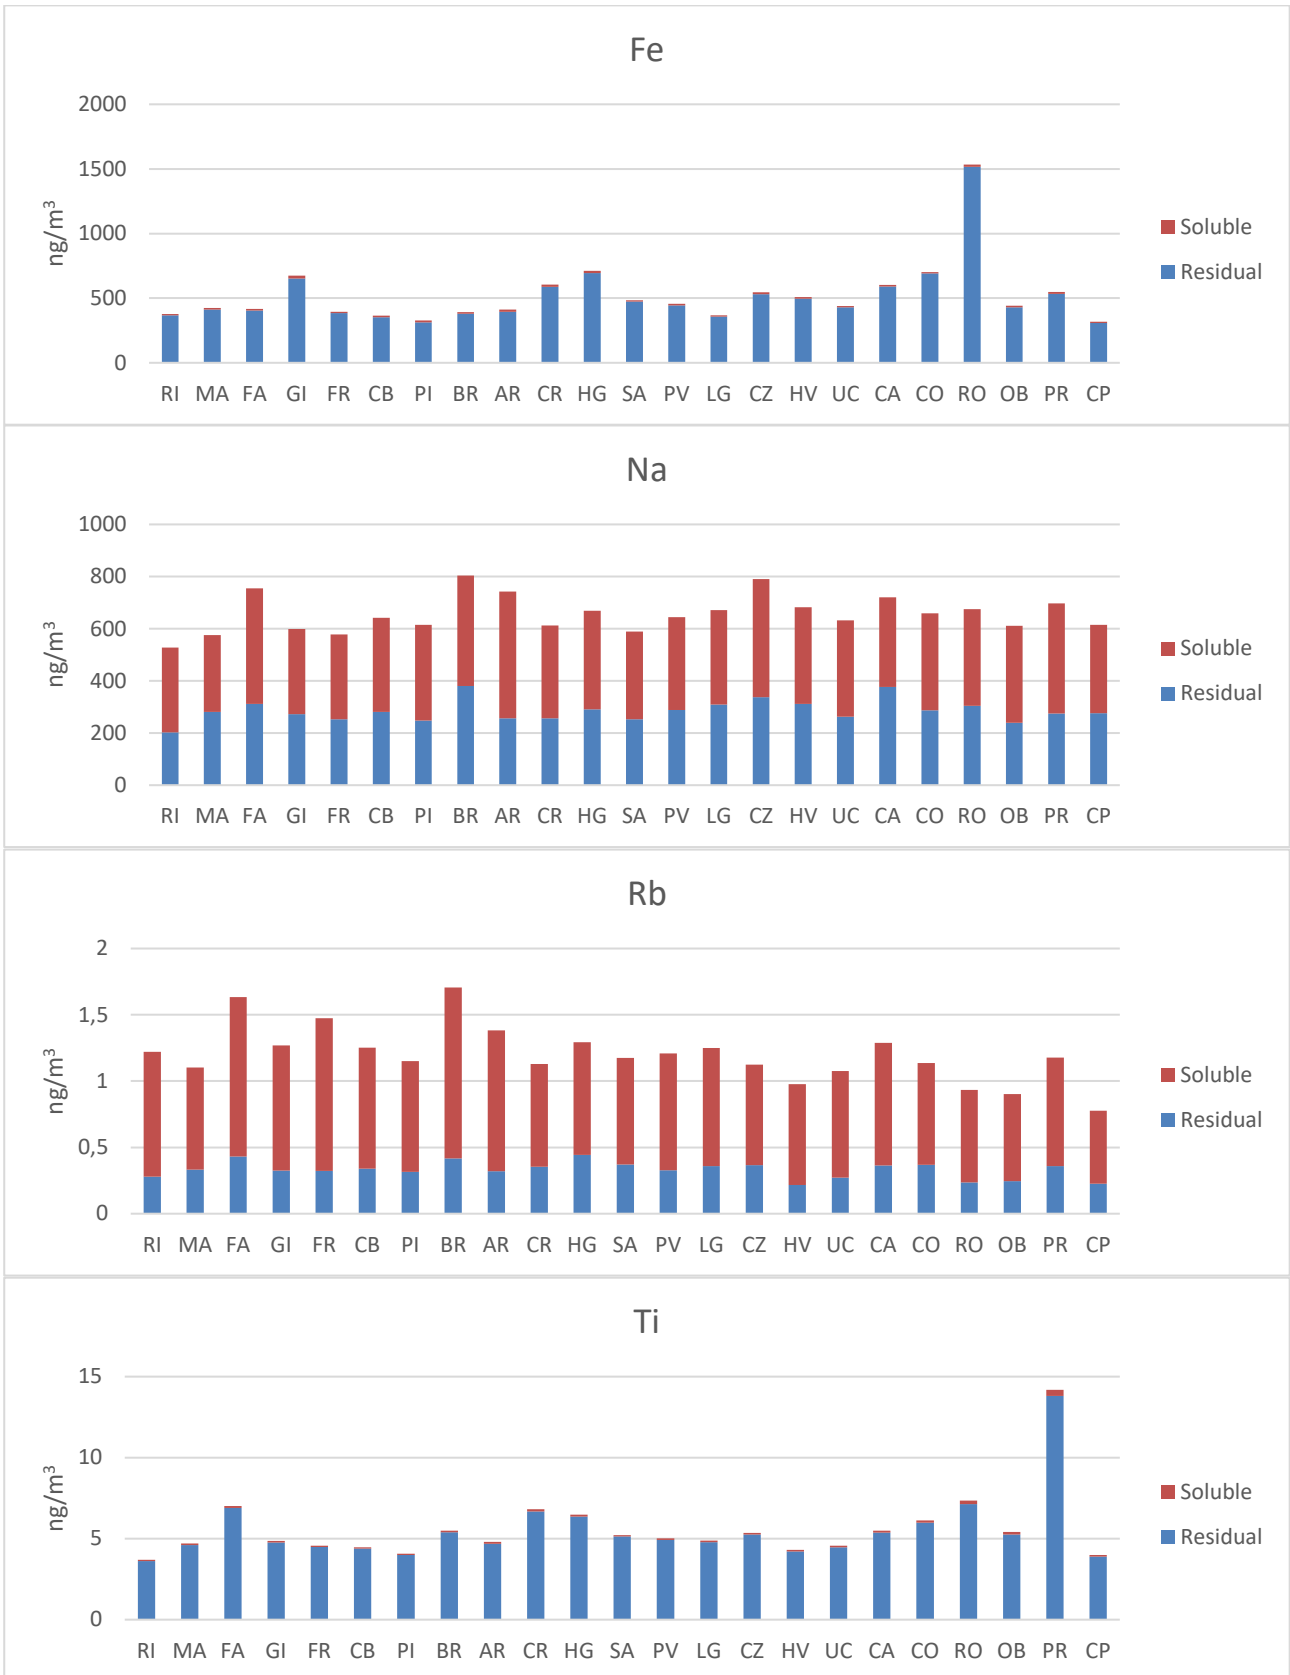 Fe
2000
1500
1000
500
0
ng/m³
RI MA FA GI FR CB PI BR AR CR HG SA PV LG CZ HV UC CA CO RO OB PR CP
Soluble
Residual
Na
1000
800
600
400
200
0
ng/m³
RI MA FA GI FR CB PI BR AR CR HG SA PV LG CZ HV UC CA CO RO OB PR CP
Soluble
Residual
Rb
2
1,5
1
0,5
0
ng/m³
RI MA FA GI FR CB PI BR AR CR HG SA PV LG CZ HV UC CA CO RO OB PR CP
Soluble
Residual
Ti
15
10
5
0
ng/m³
RI MA FA GI FR CB PI BR AR CR HG SA PV LG CZ HV UC CA CO RO OB PR CP
Soluble
Residual